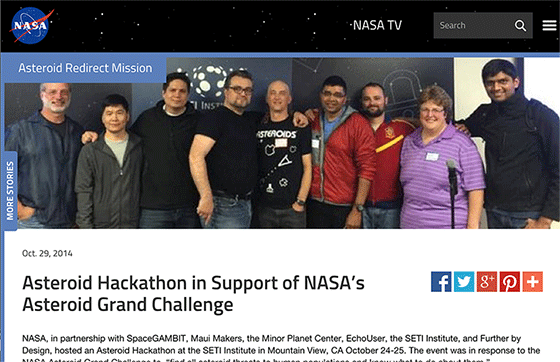 NASA
NASA TV
Search
Asteroid Redirect Mission
SETI INSTI
ASTEROIDS
MORE STORIES
Oct. 29, 2014
Asteroid Hackathon in Support of NASA's
Asteroid Grand Challenge
NASA, in partnership with SpaceGAMBIT, Maui Makers, the Minor Planet Center, EchoUser, the SETI Institute, and Further by
Design, hosted an Asteroid Hackathon at the SETI Institute in Mountain View, CA October 24-25. The event was in response to the
NASA Asteroid Grand Challenge to "find all asteroid threats to human populations and know what to do about them."